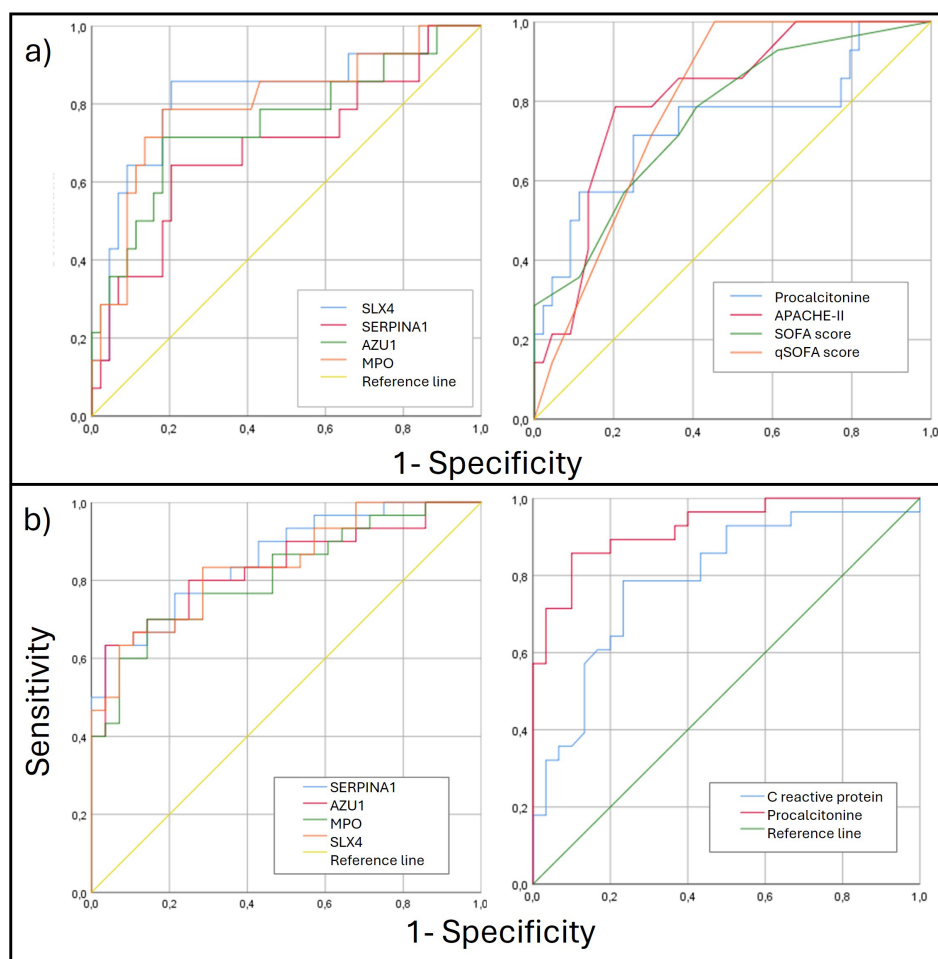 a)
1,0
0,8
0,6
0,4
0,2
0,0
0,0 0,2 0,4 0,6 0,8 1,0
SLX4
SERPINA1
AZU1
MPO
Reference line
1,0
0,8
0,6
0,4
0,2
0,0
0,0 0,2 0,4 0,6 0,8 1,0
Procalcitonine
APACHE-II
SOFA score
qSOFA score
1- Specificity
b)
Sensitivity
1,0
0,8
0,6
0,4
0,2
0,0
0,0 0,2 0,4 0,6 0,8 1,0
SERPINA1
AZU1
MPO
SLX4
Reference line
1,0
0,8
0,6
0,4
0,2
0,0
0,0 0,2 0,4 0,6 0,8 1,0
C reactive protein
Procalcitonine
Reference line
1- Specificity